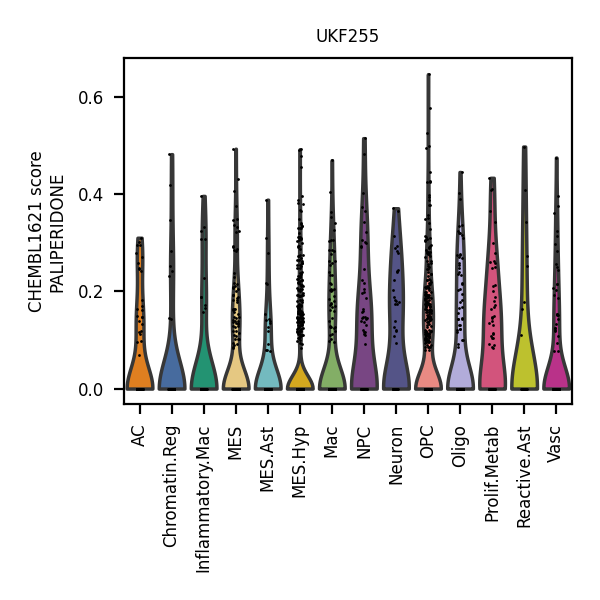 UKF255
CHEMBL1621 score
PALIPERIDONE
0.6
0.4
0.2
0.0
AC
Chromatin.Reg
Inflammatory.Mac
MES
MES.Ast
MES.Hyp
Mac
NPC
Neuron
OPC
Oligo
Prolif.Metab
Reactive.Ast
Vasc